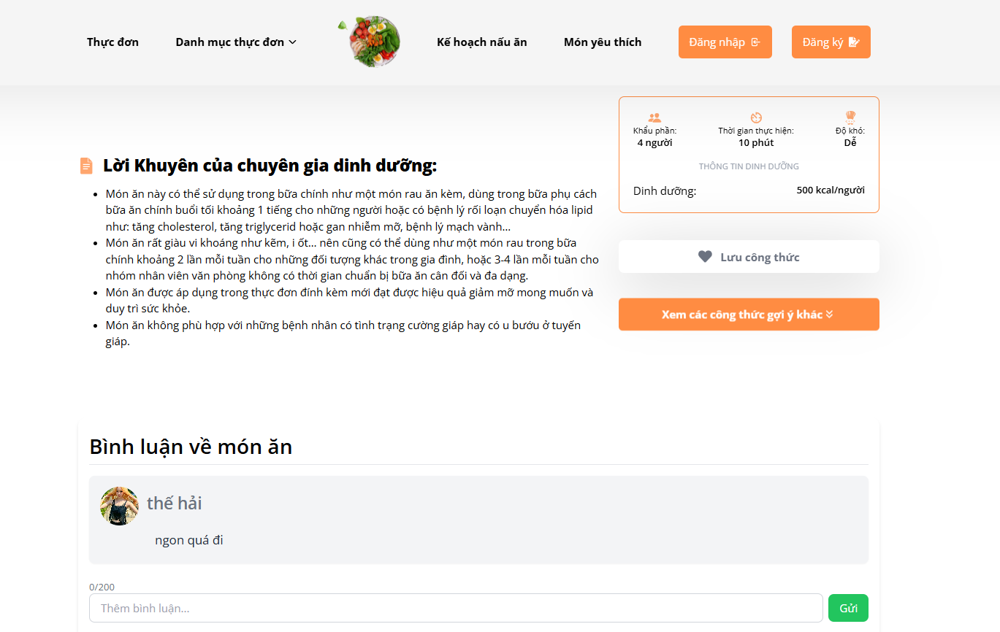 Thực đơn
Danh mục thực đơn
Kế hoạch nấu ăn
Món yêu thích
Đăng nhập
Đăng ký
Khẩu phần:
4 người
Thời gian thực hiện:
10 phút
Độ khó:
Dễ
THÔNG TIN DINH DƯỠNG
Dinh dưỡng:
500 kcal/người
Lưu công thức
Xem các công thức gợi ý khác
Lời Khuyên của chuyên gia dinh dưỡng:
Món ăn này có thể sử dụng trong bữa chính như một món rau ăn kèm, dùng trong bữa phụ cách
bữa ăn chính buổi tối khoảng 1 tiếng cho những người hoặc có bệnh lý rối loạn chuyển hóa lipid
như: tăng cholesterol, tăng triglycerid hoặc gan nhiễm mỡ, bệnh lý mạch vành...
Món ăn rất giàu vi khoáng như kẽm, i ốt... nên cũng có thể dùng như một món rau trong bữa
chính khoảng 2 lần mỗi tuần cho những đối tượng khác trong gia đình, hoặc 3-4 lần mỗi tuần cho
nhóm nhân viên văn phòng không có thời gian chuẩn bị bữa ăn cân đối và đa dạng.
Món ăn được áp dụng trong thực đơn đính kèm mới đạt được hiệu quả giảm mỡ mong muốn và
duy trì sức khỏe.
Món ăn không phù hợp với những bệnh nhân có tình trạng cường giáp hay có u bướu ở tuyến
giáp.
Bình luận về món ăn
thế hải
ngon quá đi
0/200
Thêm bình luận...
Gửi